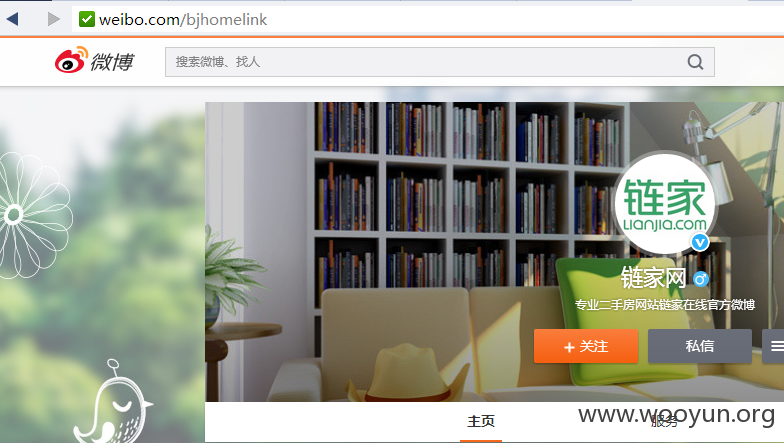 weibo.com/bjhomelink
微博
搜索微博、找人
链家
LIANJIA.COM
链家网
专业二手房网站链家在线官方微博
+ 关注
私信
主页
服务
www.wooyun.org